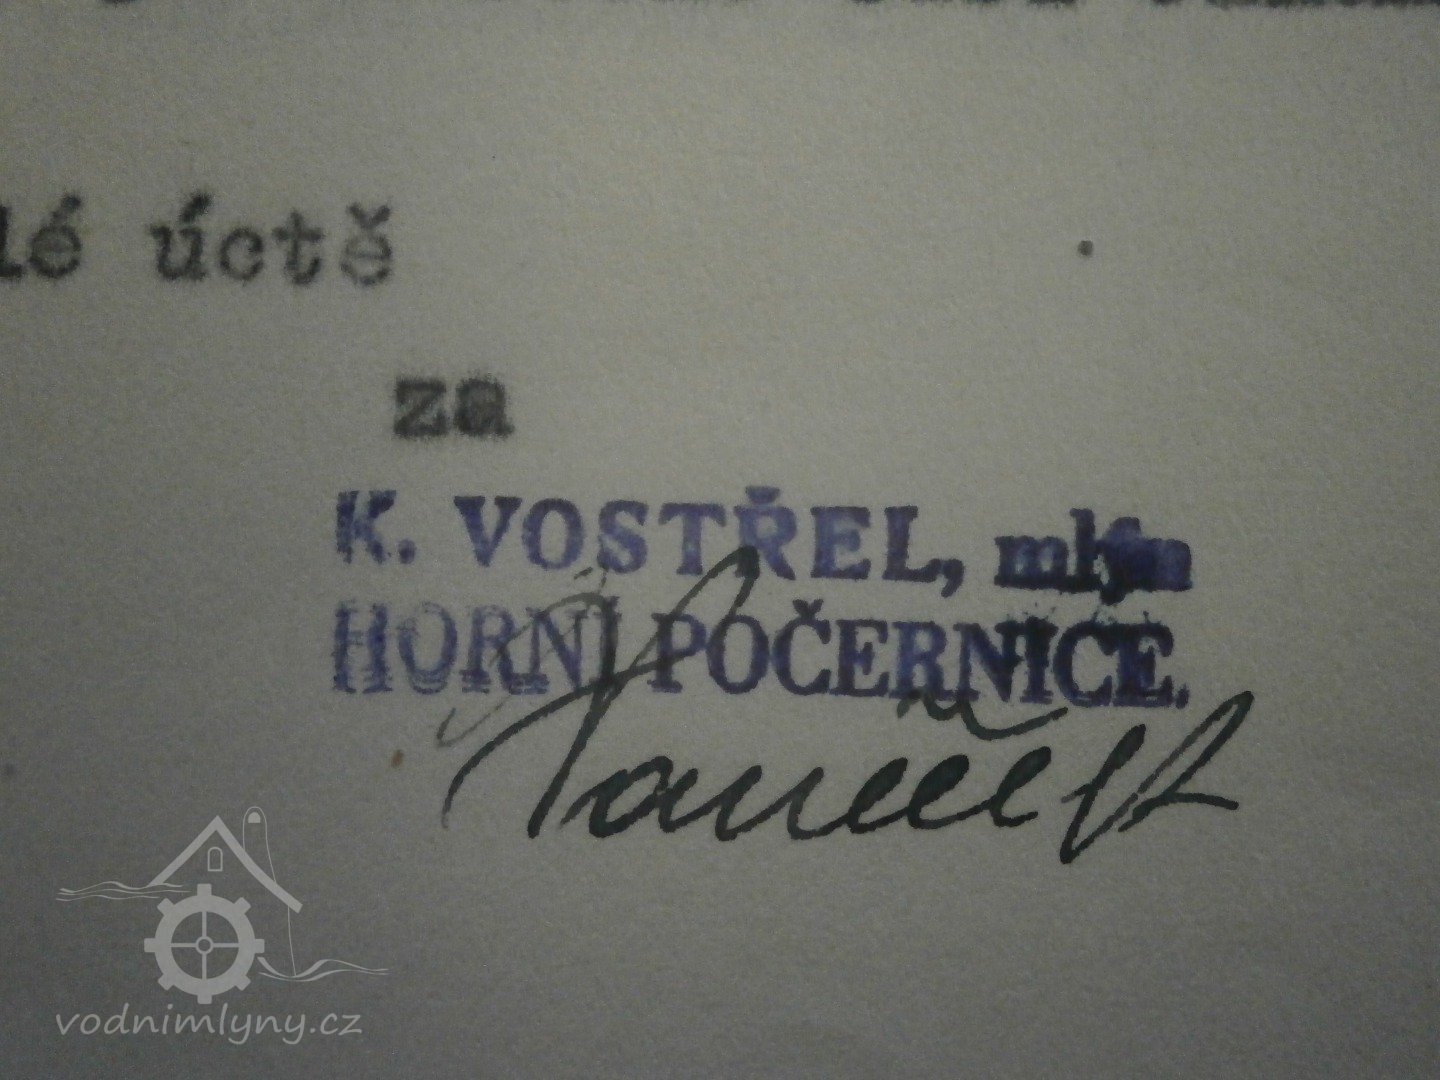 lé úctě
za
K. VOSTŘEL, mlýn
HORNÍ POČERNICE.
vodnimlyny.cz